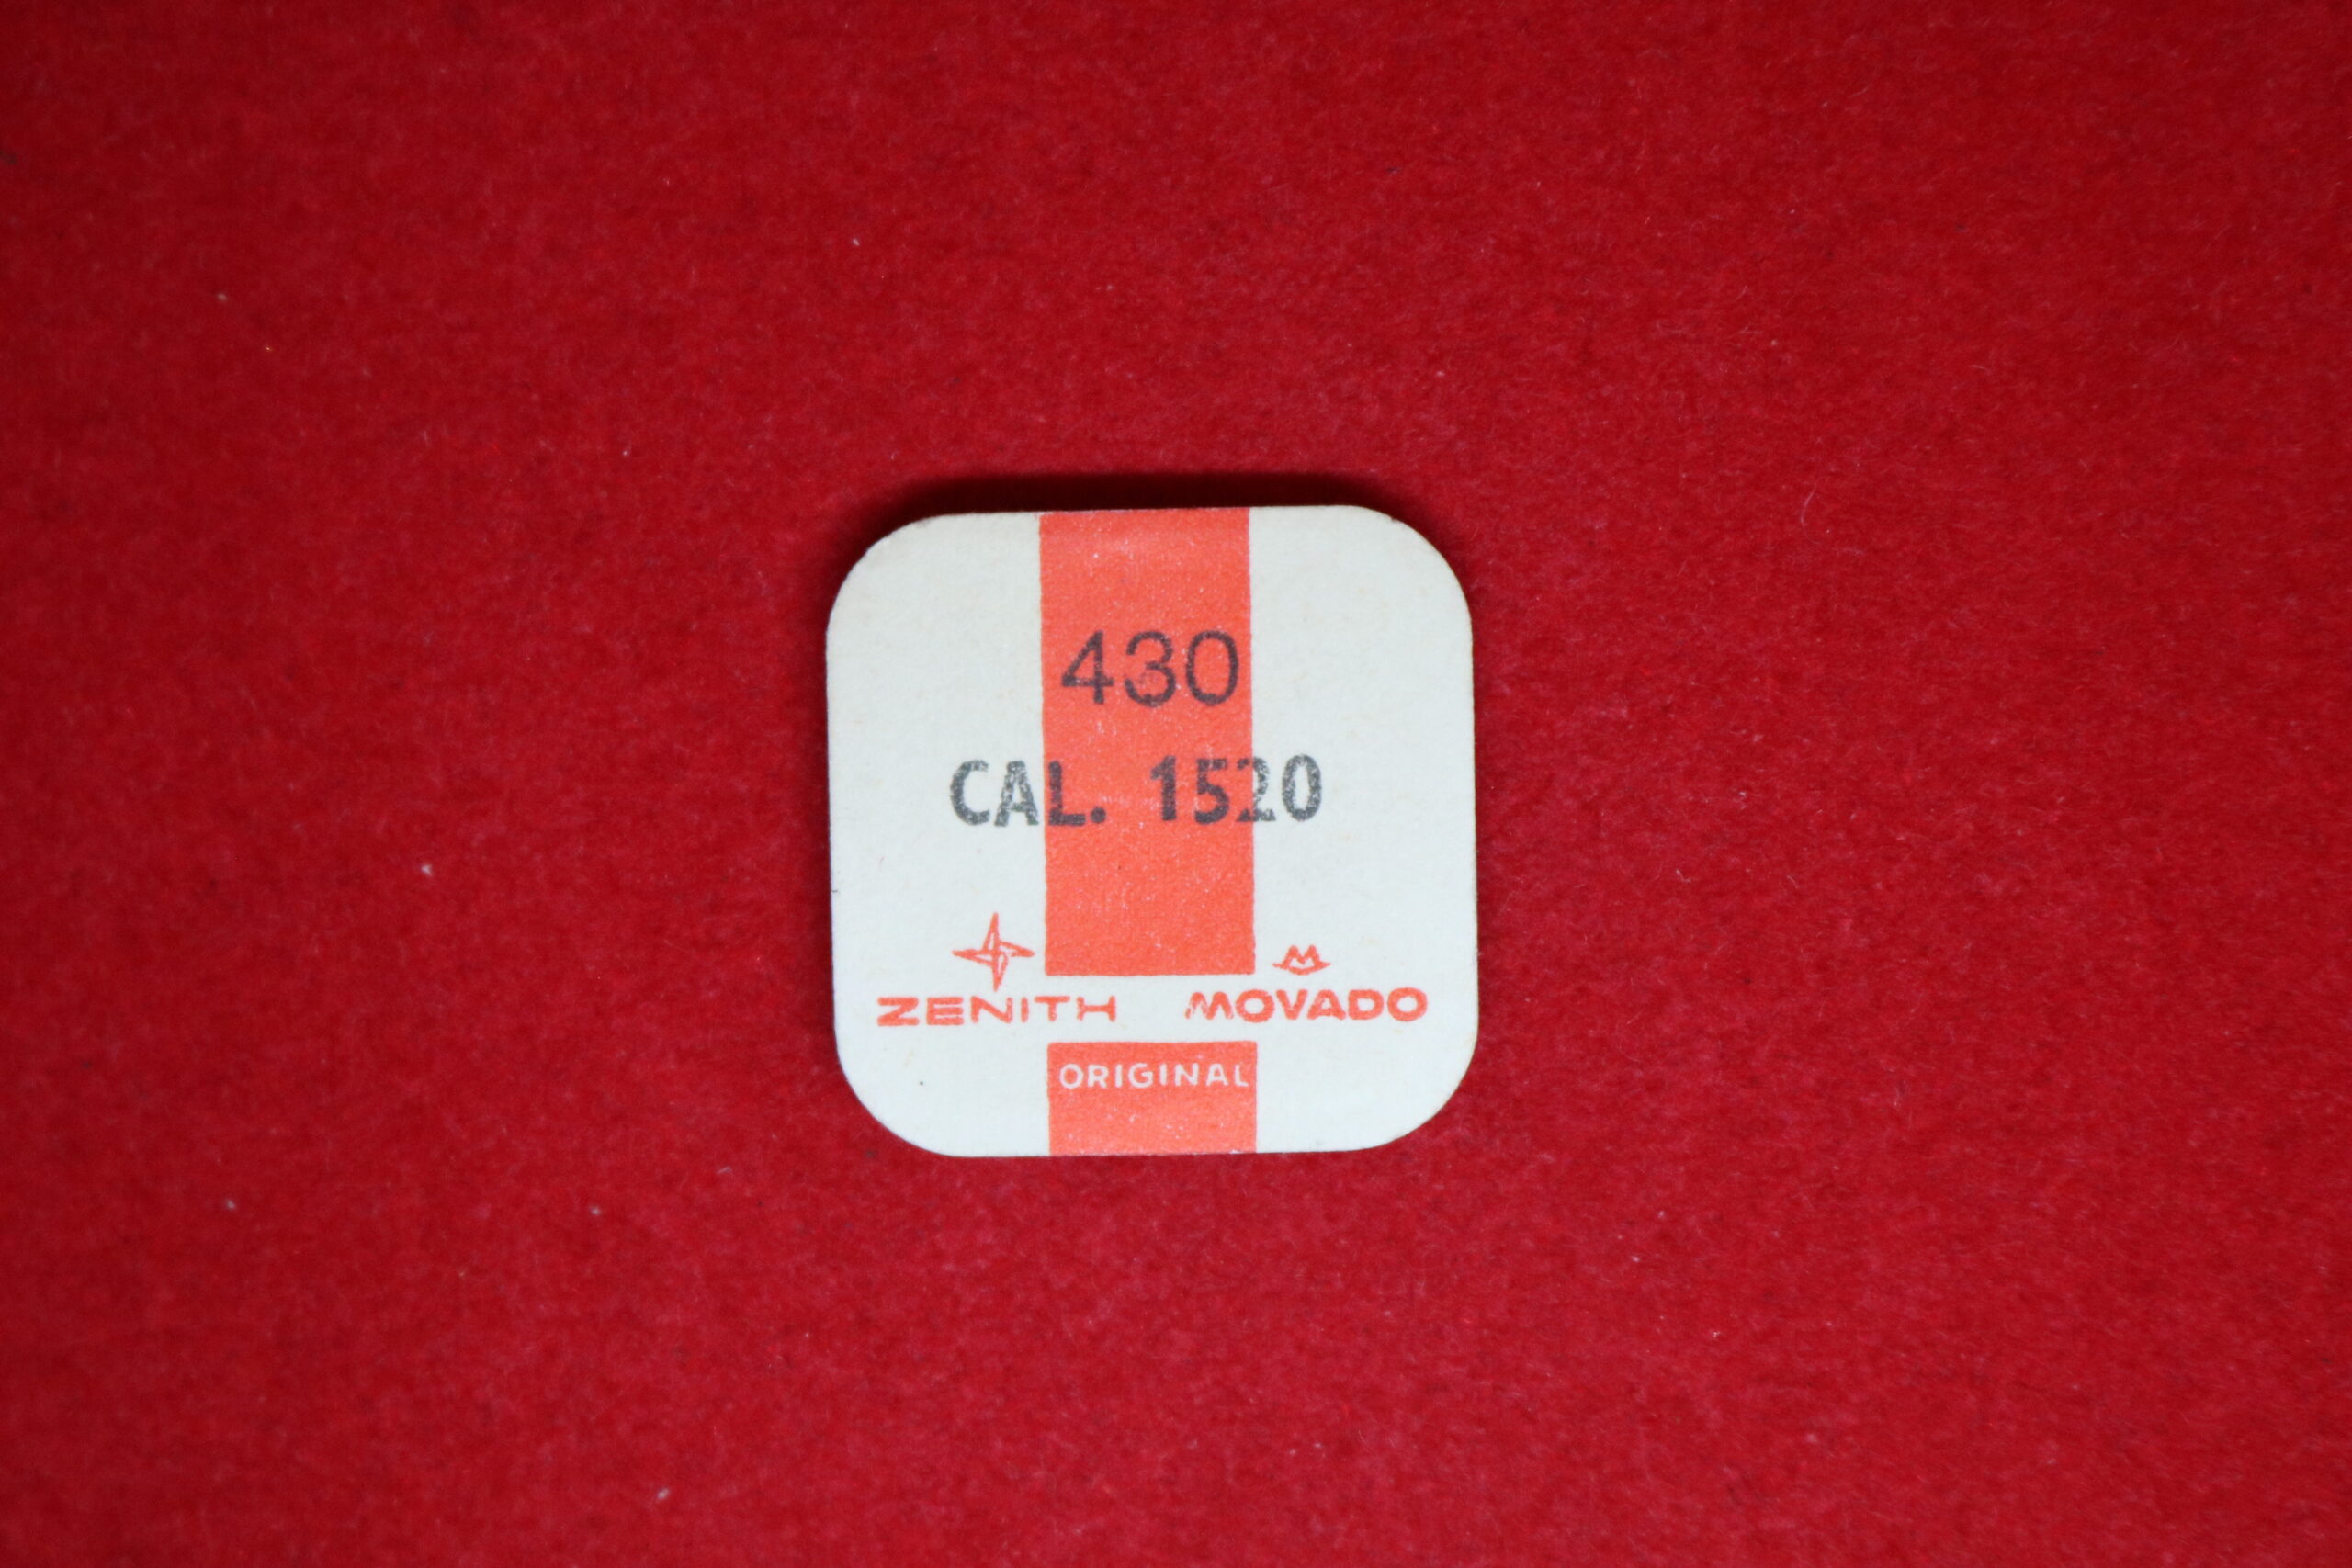 430
CAL. 1520
ZENITH MOVADO
ORIGINAL